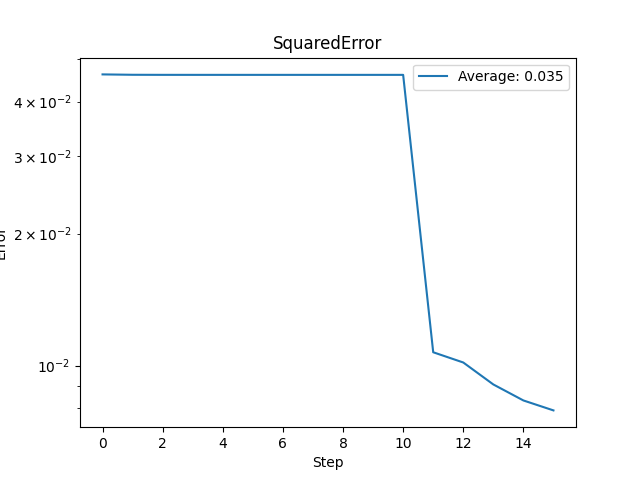 SquaredError
Average: 0.035
4 × 10⁻²
3 × 10⁻²
2 × 10⁻²
10⁻²
Error
0 2 4 6 8 10 12 14
Step